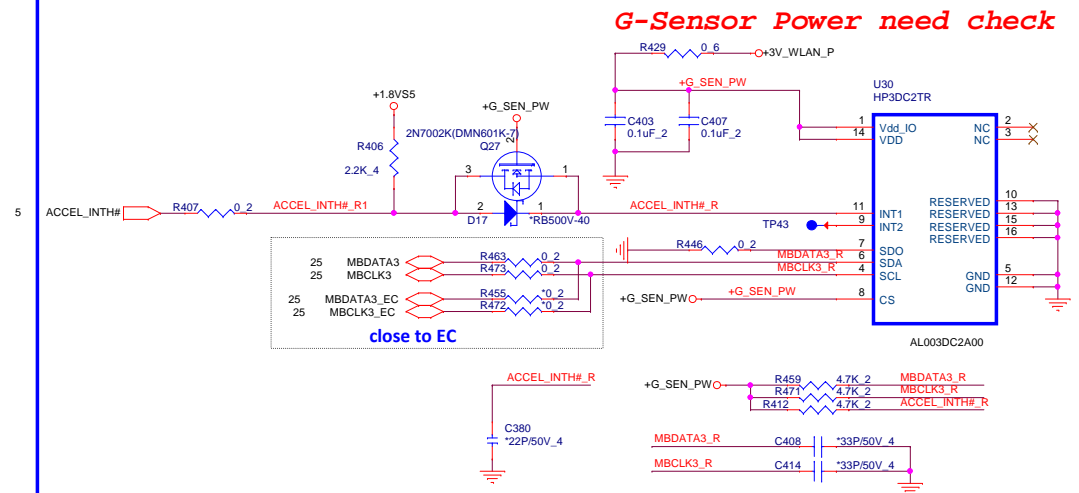 G-Sensor Power need check
R429 0_6 +3V_WLAN_P
+G_SEN_PW
U30
HP3DC2TR
+1.8VS5
+G_SEN_PW
2N7002K(DMN601K-7)
Q27
2
3 1
R406
2.2K_4
C403
0.1uF_2
C407
0.1uF_2
1 Vdd_IO
14 VDD
NC 2
NC 3
5 ACCEL_INTH# R407 0_2 ACCEL_INTH#_R1
2 1
D17 *RB500V-40
ACCEL_INTH#_R
11 INT1
TP43 9 INT2
RESERVED 10
RESERVED 13
RESERVED 15
RESERVED 16
R446 0_2 7 SDO
25 MBDATA3 R463 0_2 MBDATA3_R 6 SDA
25 MBCLK3 R473 0_2 MBCLK3_R 4 SCL
GND 5
GND 12
25 MBDATA3_EC R455 *0_2
25 MBCLK3_EC R472 *0_2
+G_SEN_PW +G_SEN_PW 8 CS
close to EC
AL003DC2A00
ACCEL_INTH#_R
C380
*22P/50V_4
+G_SEN_PW
R459 4.7K_2 MBDATA3_R
R471 4.7K_2 MBCLK3_R
R412 4.7K_2 ACCEL_INTH#_R
MBDATA3_R C408 *33P/50V_4
MBCLK3_R C414 *33P/50V_4